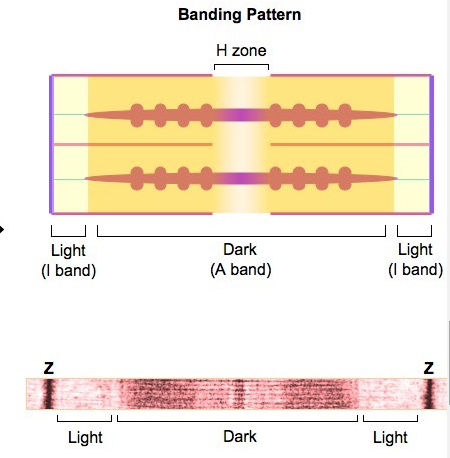 Banding Pattern
H zone
Light
(I band)
Dark
(A band)
Light
(I band)
Z
Z
Light
Dark
Light